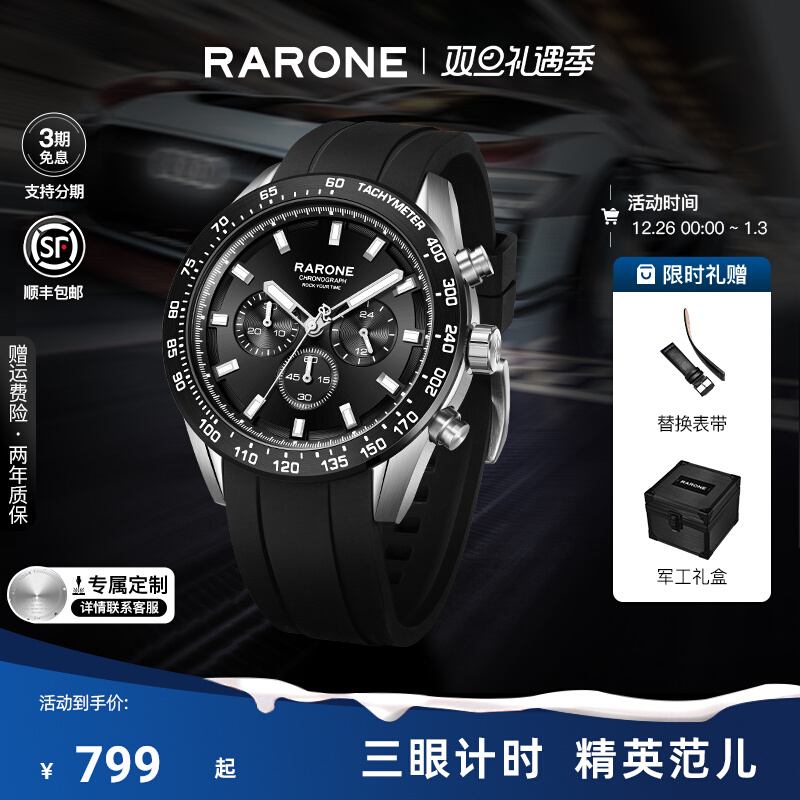 RARONE | 双旦礼遇季
3期
免息
支持分期
SF
顺丰包邮
赠运费险·两年质保
活动时间
12.26 00:00 ~ 1.3
限时礼赠
替换表带
RARONE
军工礼盒
60 TACHYMETER 400 300 240 200 170 150 135 120 110 100 90 85 80 75 70 65
RARONE
CHRONOGRAPH
ROCK YOUR TIME
20 10
24
12
60
45 15
30
专属定制
详情联系客服
活动到手价:
¥ 799 起
三眼计时 精英范儿